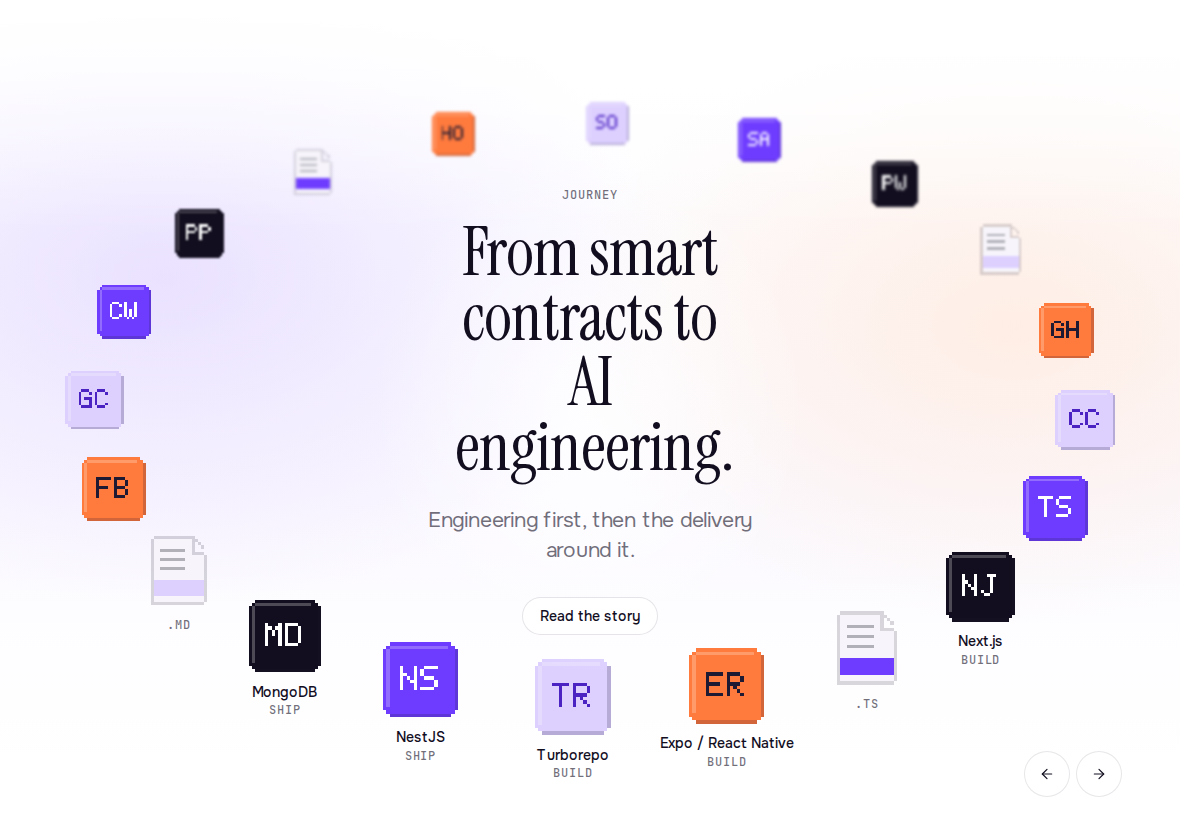 HO
SO
SA
PW
JOURNEY
PP
From smart
contracts to
AI
engineering.
CW
GH
GC
CC
FB
TS
Engineering first, then the delivery
around it.
NJ
.MD
Read the story
MD
Next.js
BUILD
NS
TR
ER
MongoDB
SHIP
.TS
NestJS
SHIP
Expo / React Native
BUILD
Turborepo
BUILD